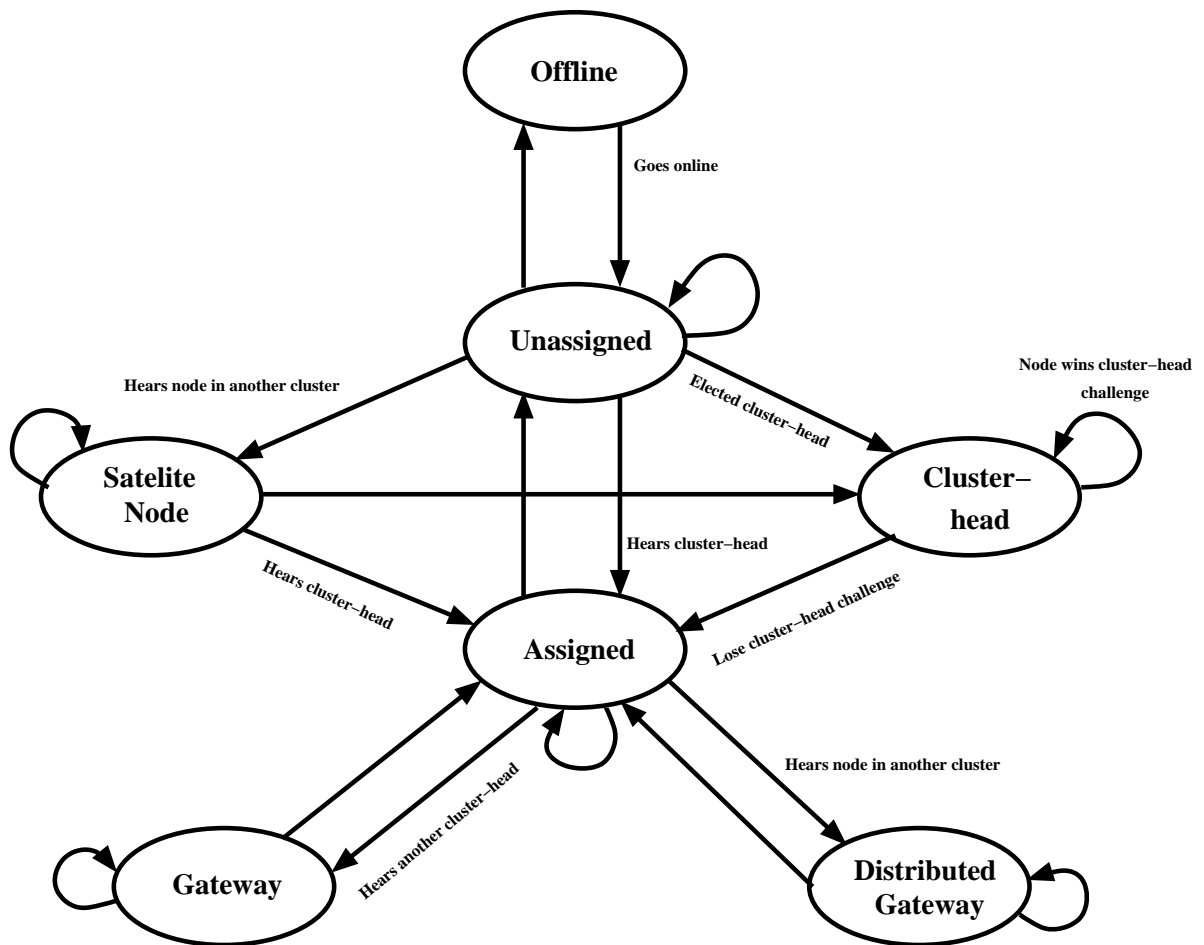 Offline
Goes online
Unassigned
Hears node in another cluster
Elected cluster−head
Node wins cluster−head
challenge
Satelite
Node
Cluster−
head
Hears cluster−head
Hears cluster−head
Lose cluster−head challenge
Assigned
Hears another cluster−head
Hears node in another cluster
Gateway
Distributed
Gateway